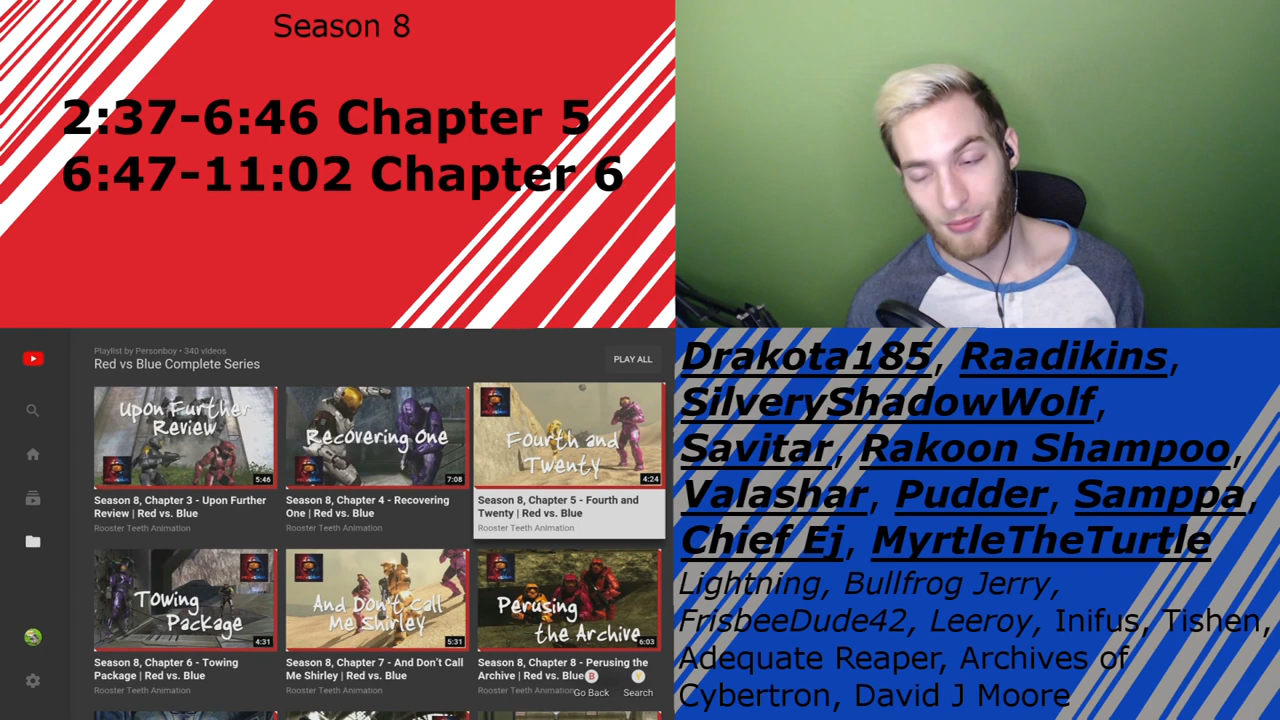 Season 8
2:37-6:46 Chapter 5
6:47-11:02 Chapter 6
Playlist by Personboy • 340 videos
Red vs Blue Complete Series
PLAY ALL
Upon Further
Review
5:46
Recovering One
7:08
Fourth and
Twenty
4:24
Season 8, Chapter 3 - Upon Further
Review | Red vs. Blue
Rooster Teeth Animation
Season 8, Chapter 4 - Recovering
One | Red vs. Blue
Rooster Teeth Animation
Season 8, Chapter 5 - Fourth and
Twenty | Red vs. Blue
Rooster Teeth Animation
Towing
Package
4:31
And Don't Call
Me Shirley
5:31
Perusing
the Archive
6:03
Season 8, Chapter 6 - Towing
Package | Red vs. Blue
Rooster Teeth Animation
Season 8, Chapter 7 - And Don't Call
Me Shirley | Red vs. Blue
Rooster Teeth Animation
Season 8, Chapter 8 - Perusing the
Archive | Red vs. Blue
Rooster Teeth Animation
B
Go Back
Y
Search
Drakota185, Raadikins,
SilveryShadowWolf,
Savitar, Rakoon Shampoo,
Valashar, Pudder, Samppa,
Chief Ej, MyrtleTheTurtle
Lightning, Bullfrog Jerry,
FrisbeeDude42, Leeroy, Inifus, Tishen,
Adequate Reaper, Archives of
Cybertron, David J Moore